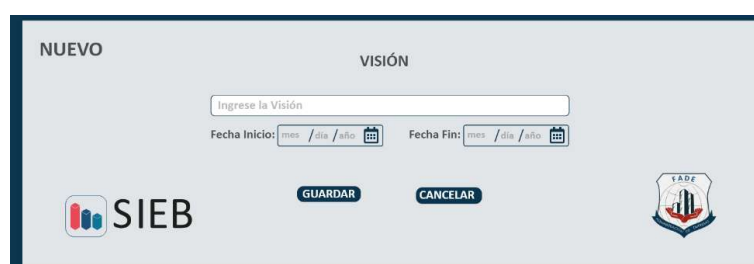 NUEVO
VISIÓN
Ingrese la Visión
Fecha Inicio: mes /día /año Fecha Fin: mes /día /año
GUARDAR CANCELAR
SIEB
FADE